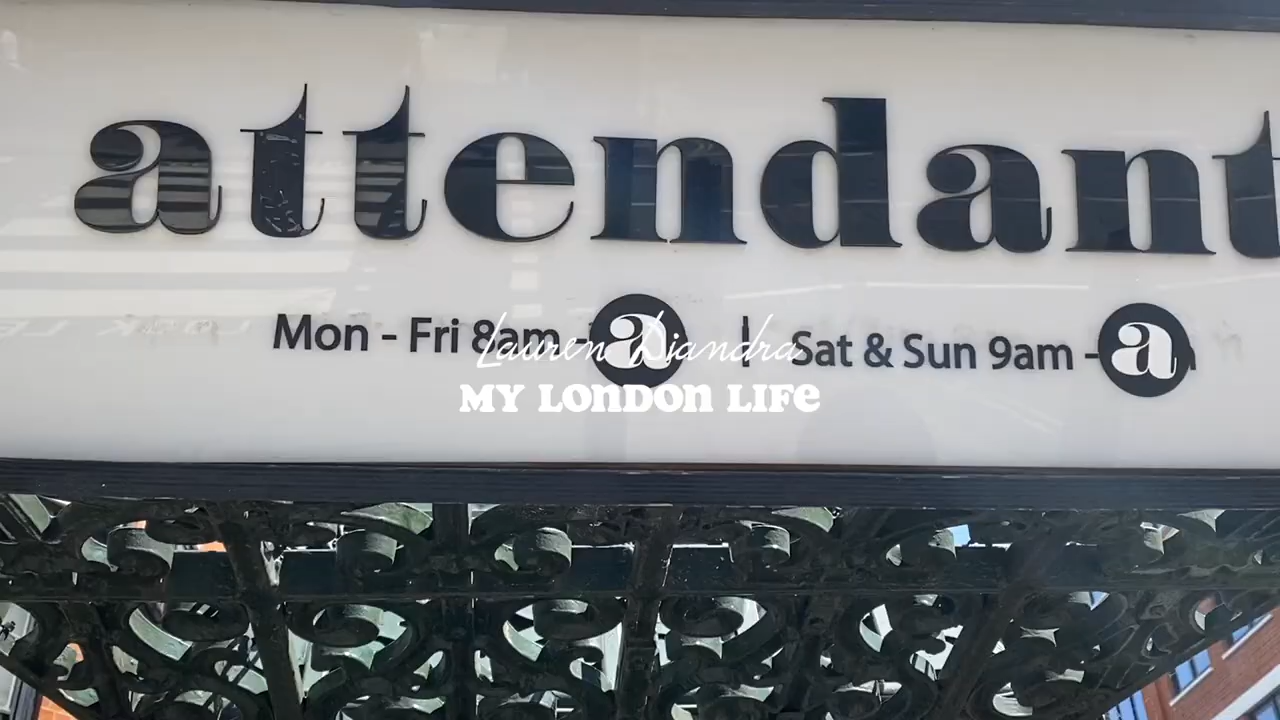 attendant
Mon - Fri 8am - a | Sat & Sun 9am - a
Lauren Diandra
MY LONDON LIFE